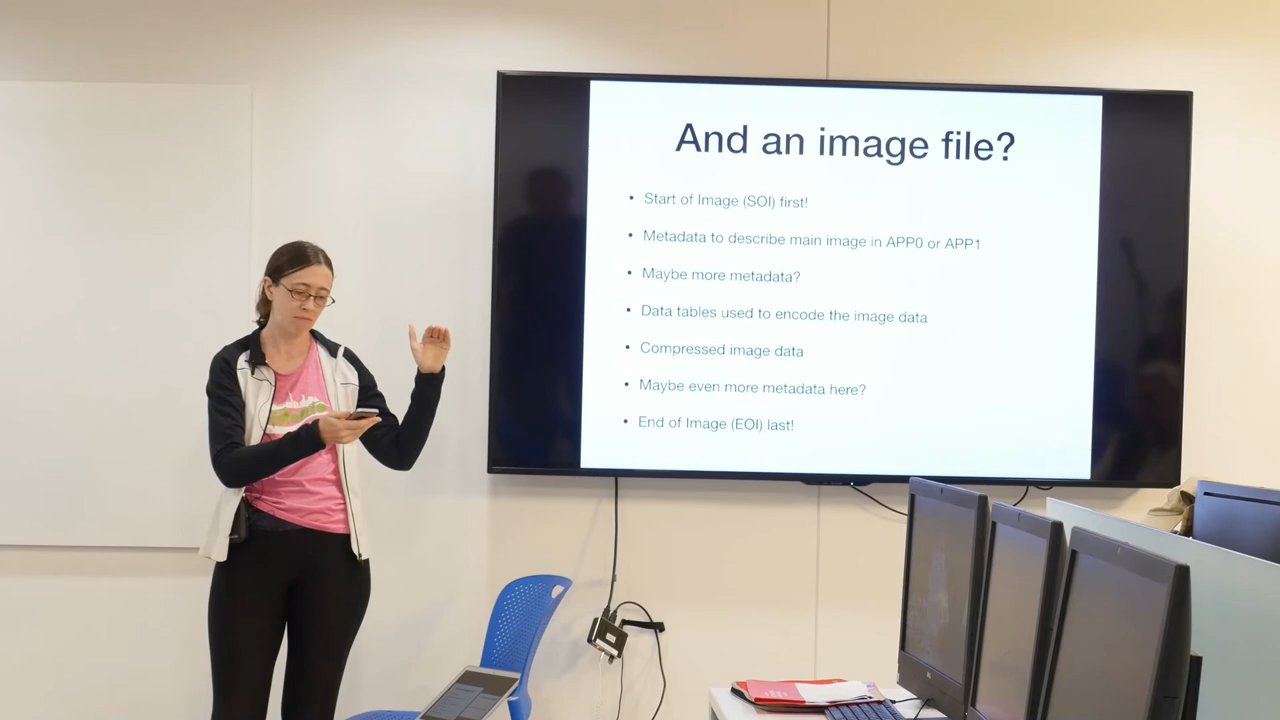 And an image file?
• Start of Image (SOI) first!
• Metadata to describe main image in APP0 or APP1
• Maybe more metadata?
• Data tables used to encode the image data
• Compressed image data
• Maybe even more metadata here?
• End of Image (EOI) last!